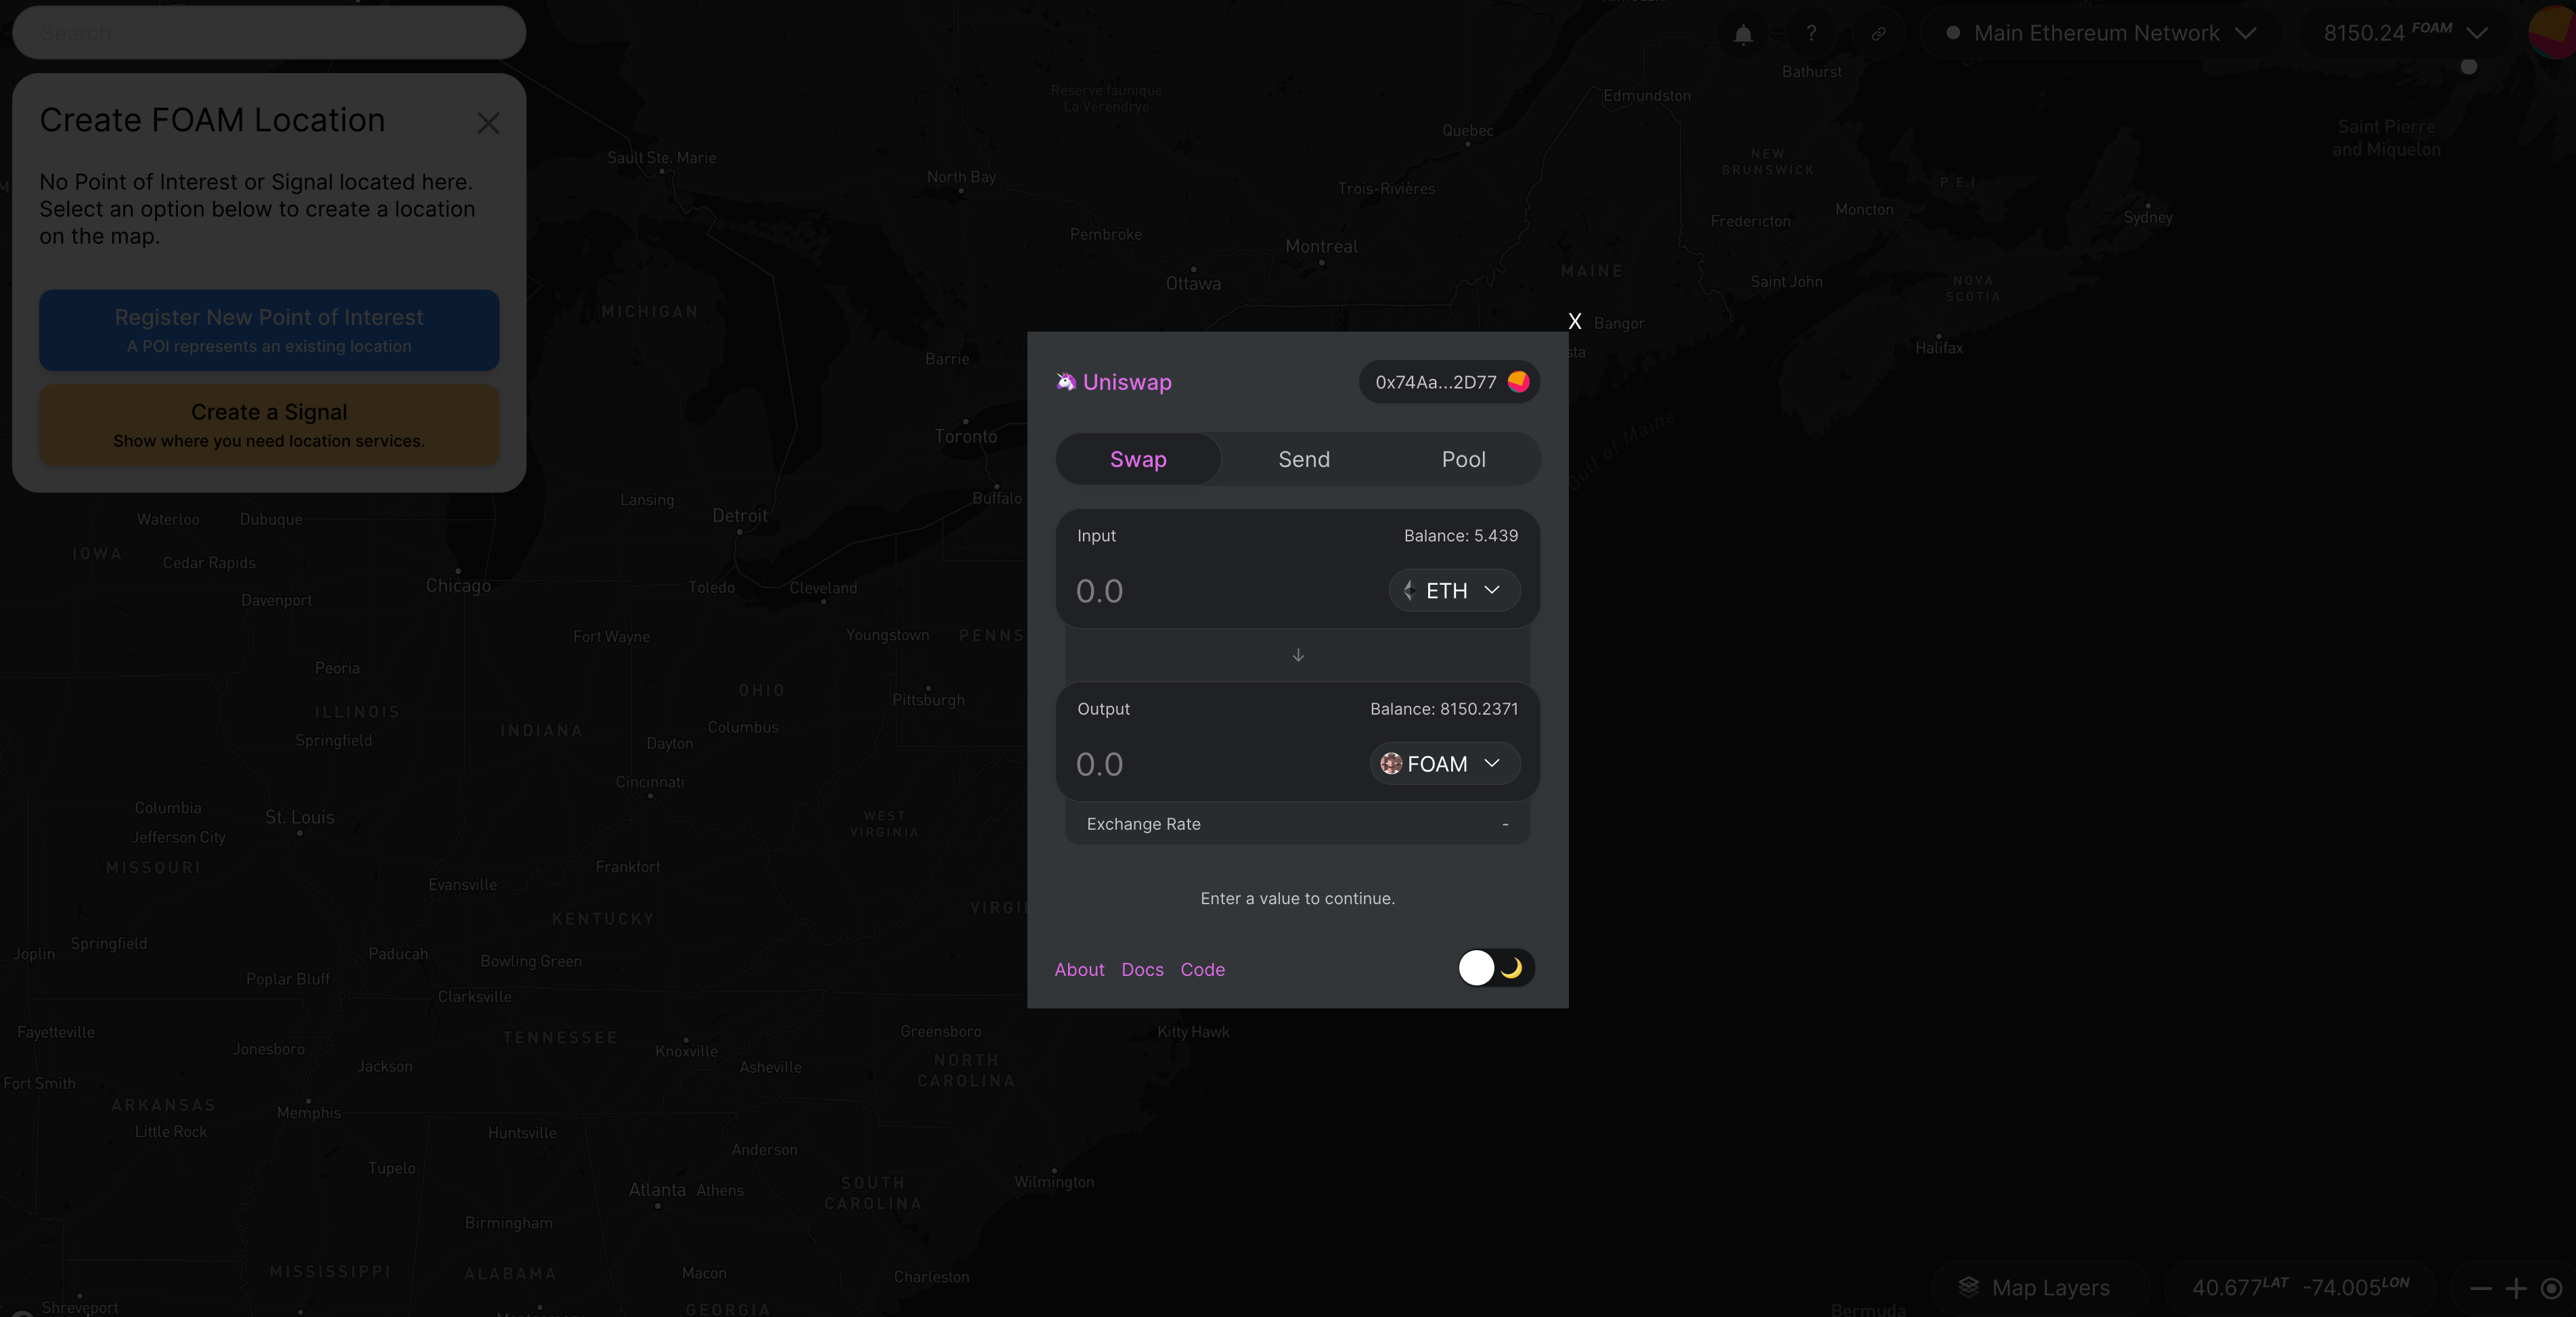 Search
Create FOAM Location
No Point of Interest or Signal located here.
Select an option below to create a location
on the map.
Register New Point of Interest
A POI represents an existing location
Create a Signal
Show where you need location services.
?
Main Ethereum Network
8150.24 FOAM
X
Uniswap
0x74Aa...2D77
Swap
Send
Pool
Input
Balance: 5.439
0.0
ETH
Output
Balance: 8150.2371
0.0
FOAM
Exchange Rate
-
Enter a value to continue.
About
Docs
Code
Réserve faunique
La Vérendrye
Bathurst
Edmundston
Quebec
Saint Pierre
and Miquelon
NEW
BRUNSWICK
Sault Ste. Marie
North Bay
Trois-Rivières
P.E.I.
Moncton
Fredericton
Sydney
Pembroke
Montreal
MAINE
Ottawa
Saint John
NOVA
SCOTIA
MICHIGAN
Bangor
Halifax
sta
Barrie
Toronto
Gulf of Maine
Lansing
Buffalo
Detroit
Waterloo
Dubuque
IOWA
Cedar Rapids
Chicago
Toledo
Cleveland
Davenport
Fort Wayne
Youngstown
PENNS
Peoria
OHIO
Pittsburgh
ILLINOIS
INDIANA
Columbus
Springfield
Dayton
Cincinnati
Columbia
St. Louis
WEST
VIRGINIA
Jefferson City
MISSOURI
Frankfort
Evansville
VIRGI
KENTUCKY
Joplin
Springfield
Paducah
Bowling Green
Poplar Bluff
Clarksville
Fayetteville
TENNESSEE
Greensboro
Kitty Hawk
Jonesboro
Knoxville
NORTH
CAROLINA
Jackson
Asheville
Fort Smith
ARKANSAS
Memphis
Little Rock
Huntsville
Anderson
Tupelo
SOUTH
CAROLINA
Wilmington
Atlanta
Athens
Birmingham
MISSISSIPPI
ALABAMA
Macon
Charleston
Shreveport
GEORGIA
Bermuda
Map Layers
40.677LAT -74.005LON